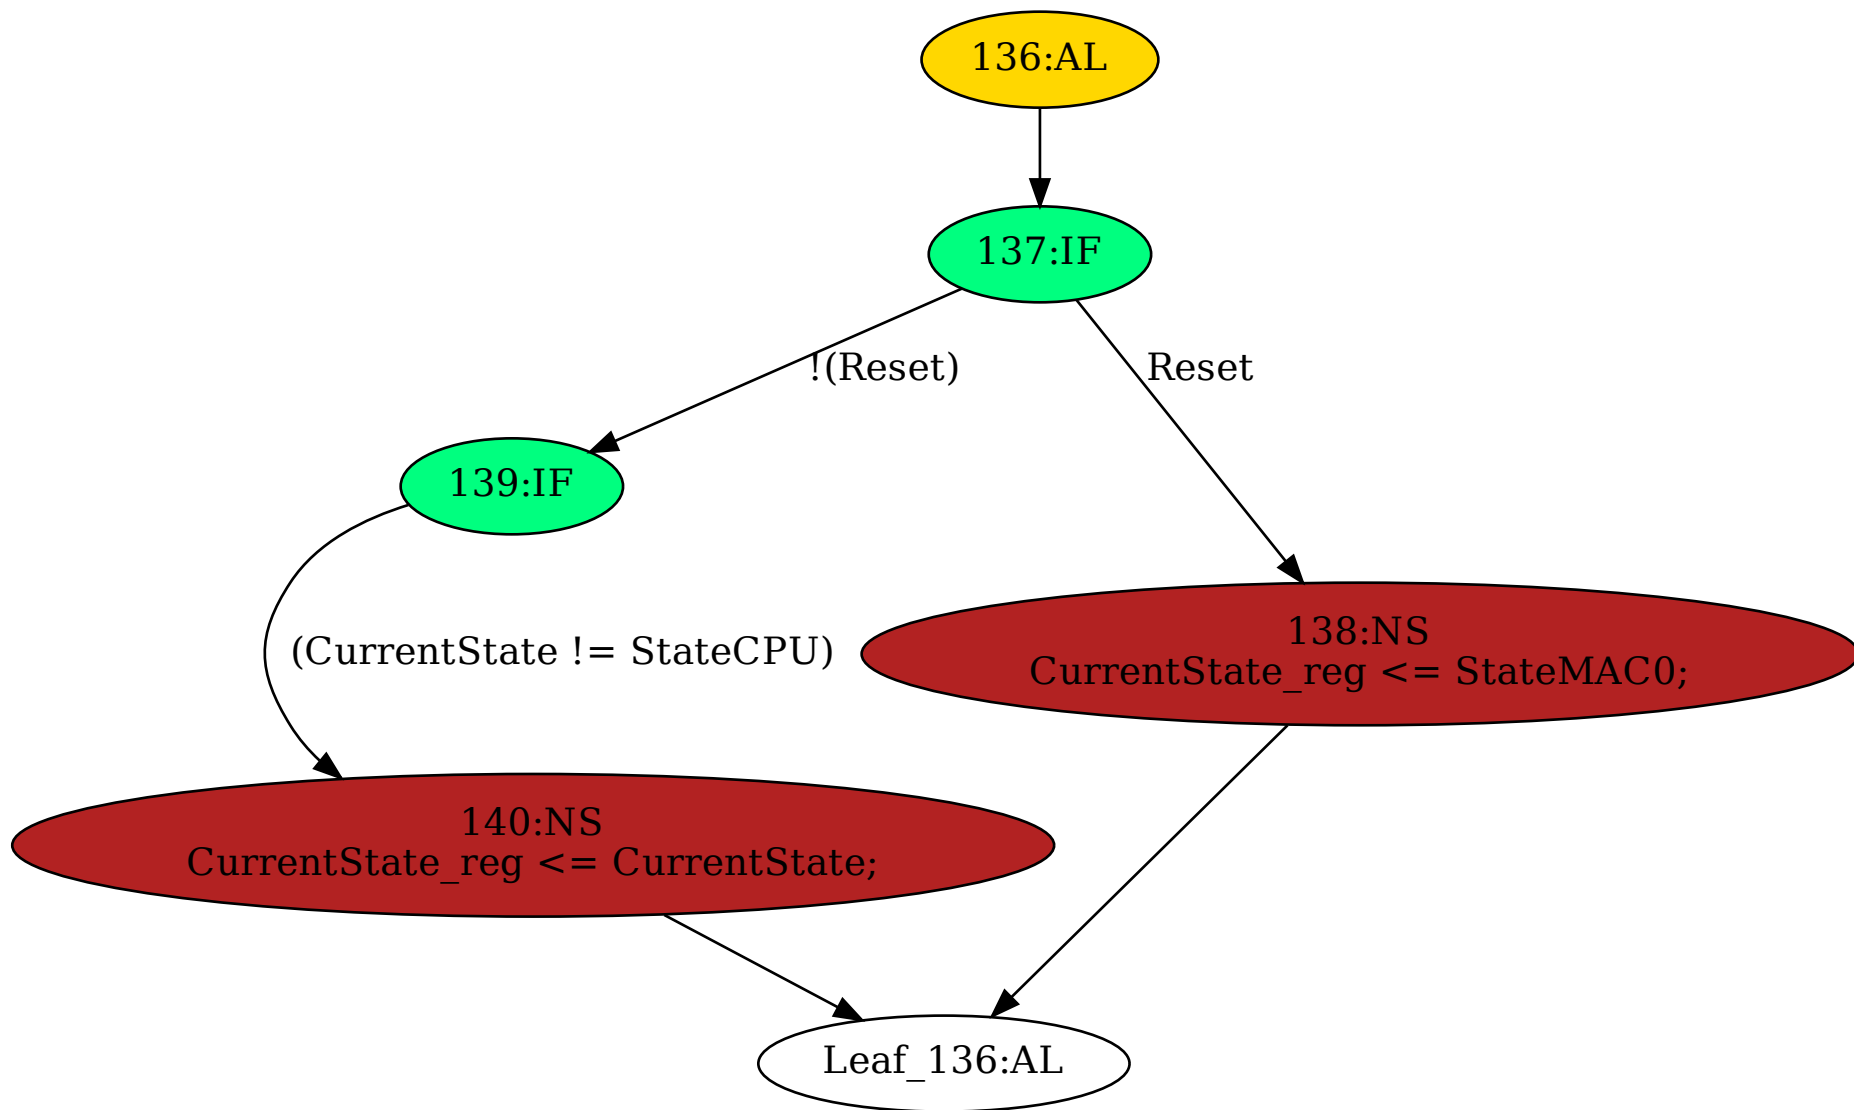 136:AL
137:IF
!(Reset)
Reset
139:IF
(CurrentState != StateCPU)
138:NS
CurrentState_reg <= StateMAC0;
140:NS
CurrentState_reg <= CurrentState;
Leaf_136:AL